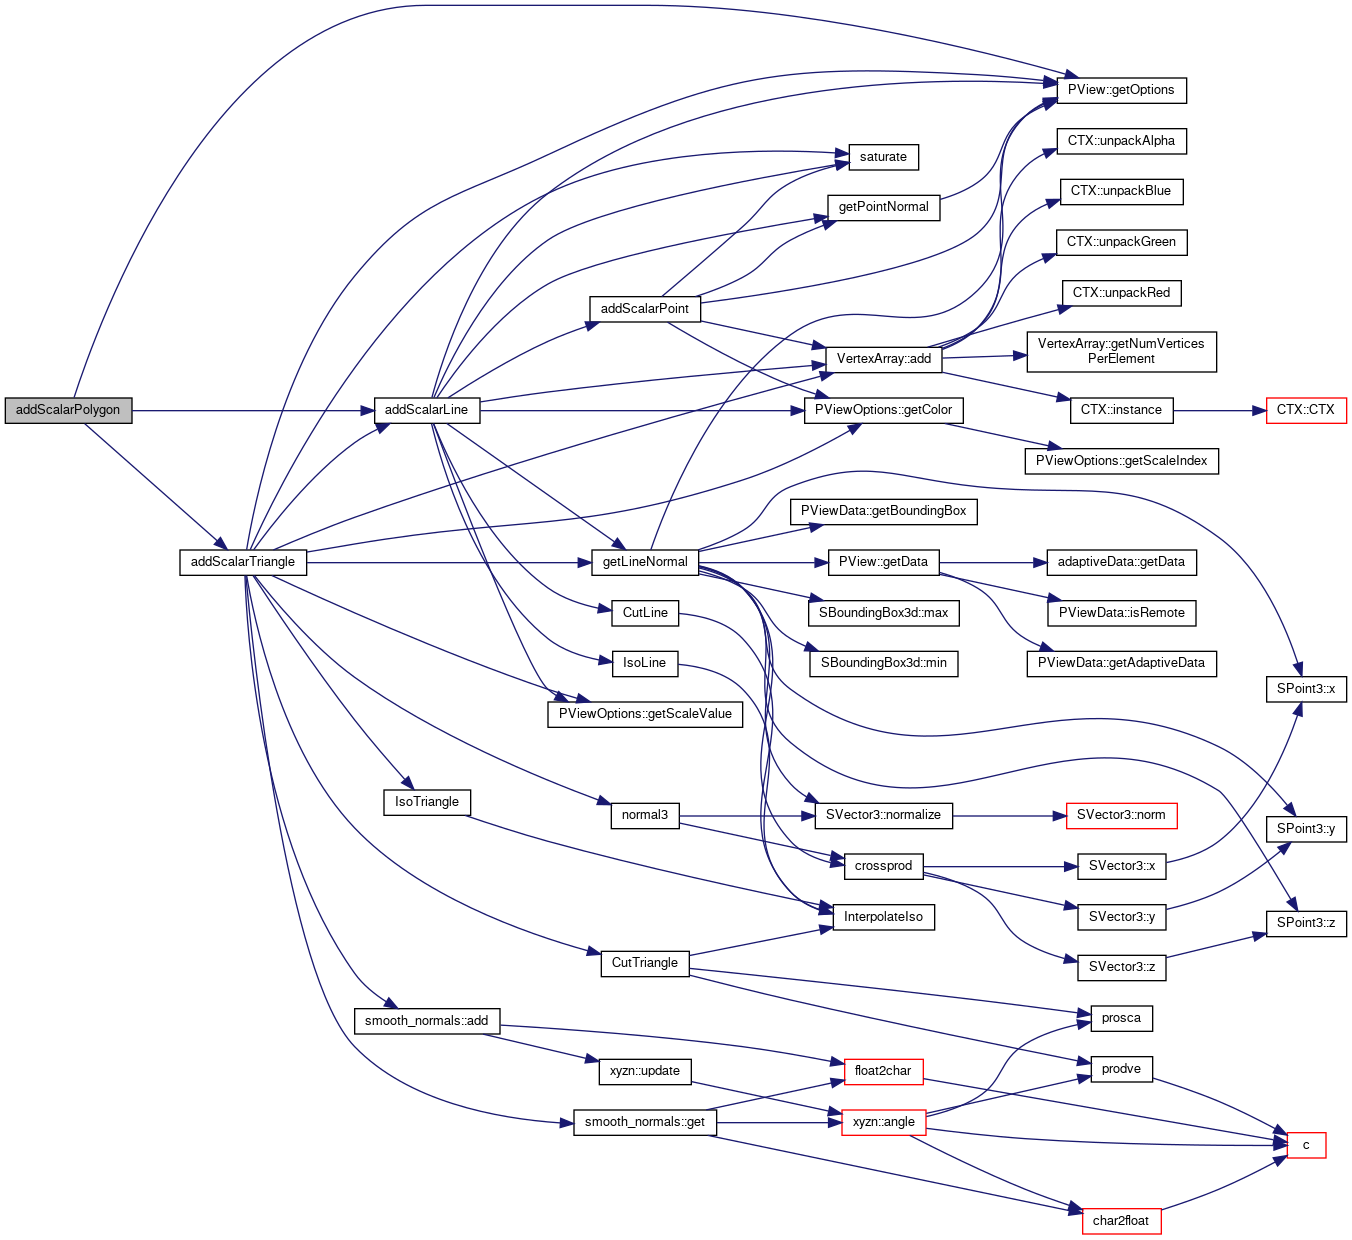 addScalarPolygon
addScalarTriangle
addScalarLine
IsoTriangle
smooth_normals::add
addScalarPoint
getLineNormal
CutLine
IsoLine
PViewOptions::getScaleValue
normal3
CutTriangle
xyzn::update
smooth_normals::get
saturate
getPointNormal
VertexArray::add
PViewOptions::getColor
PViewData::getBoundingBox
PView::getData
SBoundingBox3d::max
SBoundingBox3d::min
SVector3::normalize
crossprod
InterpolateIso
float2char
xyzn::angle
PView::getOptions
CTX::unpackAlpha
CTX::unpackBlue
CTX::unpackGreen
CTX::unpackRed
VertexArray::getNumVertices
PerElement
CTX::instance
PViewOptions::getScaleIndex
adaptiveData::getData
PViewData::isRemote
PViewData::getAdaptiveData
SVector3::norm
SVector3::x
SVector3::y
SVector3::z
prosca
prodve
char2float
CTX::CTX
SPoint3::x
SPoint3::y
SPoint3::z
c